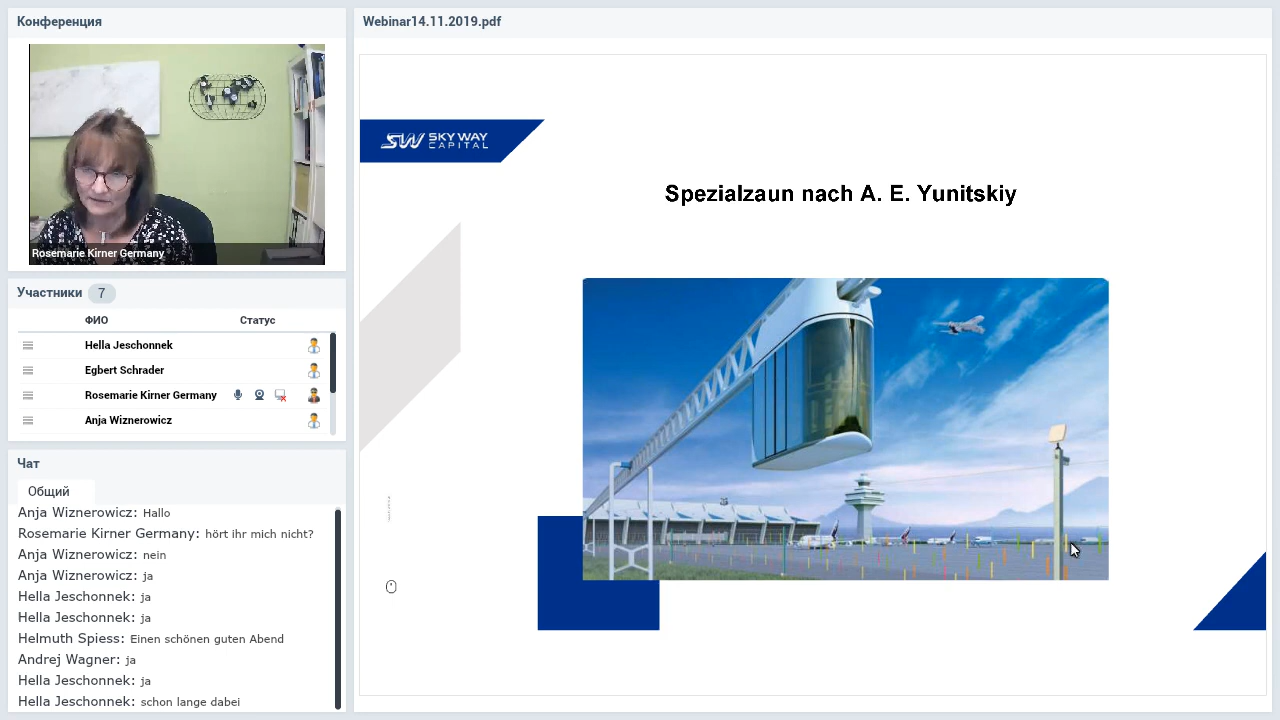 Конференция
Rosemarie Kirner Germany
Участники 7
ФИО Статус
Hella Jeschonnek
Egbert Schrader
Rosemarie Kirner Germany
Anja Wiznerowicz
Чат
Общий
Anja Wiznerowicz: Hallo
Rosemarie Kirner Germany: hört ihr mich nicht?
Anja Wiznerowicz: nein
Anja Wiznerowicz: ja
Hella Jeschonnek: ja
Hella Jeschonnek: ja
Helmuth Spiess: Einen schönen guten Abend
Andrej Wagner: ja
Hella Jeschonnek: ja
Hella Jeschonnek: schon lange dabei
Webinar14.11.2019.pdf
SW SKY WAY
CAPITAL
Spezialzaun nach A. E. Yunitskiy